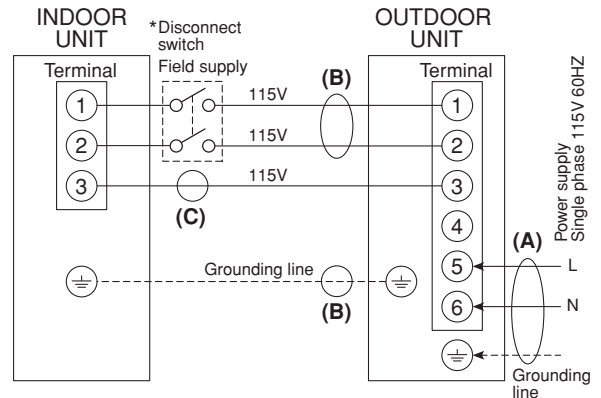 INDOOR
UNIT
*Disconnect
switch
Field supply
OUTDOOR
UNIT
Terminal
Terminal
1
115V
(B)
1
2
115V
2
3
115V
3
(C)
4
Grounding line
(B)
5
6
(A)
L
N
Grounding
line
Power supply
Single phase 115V 60HZ